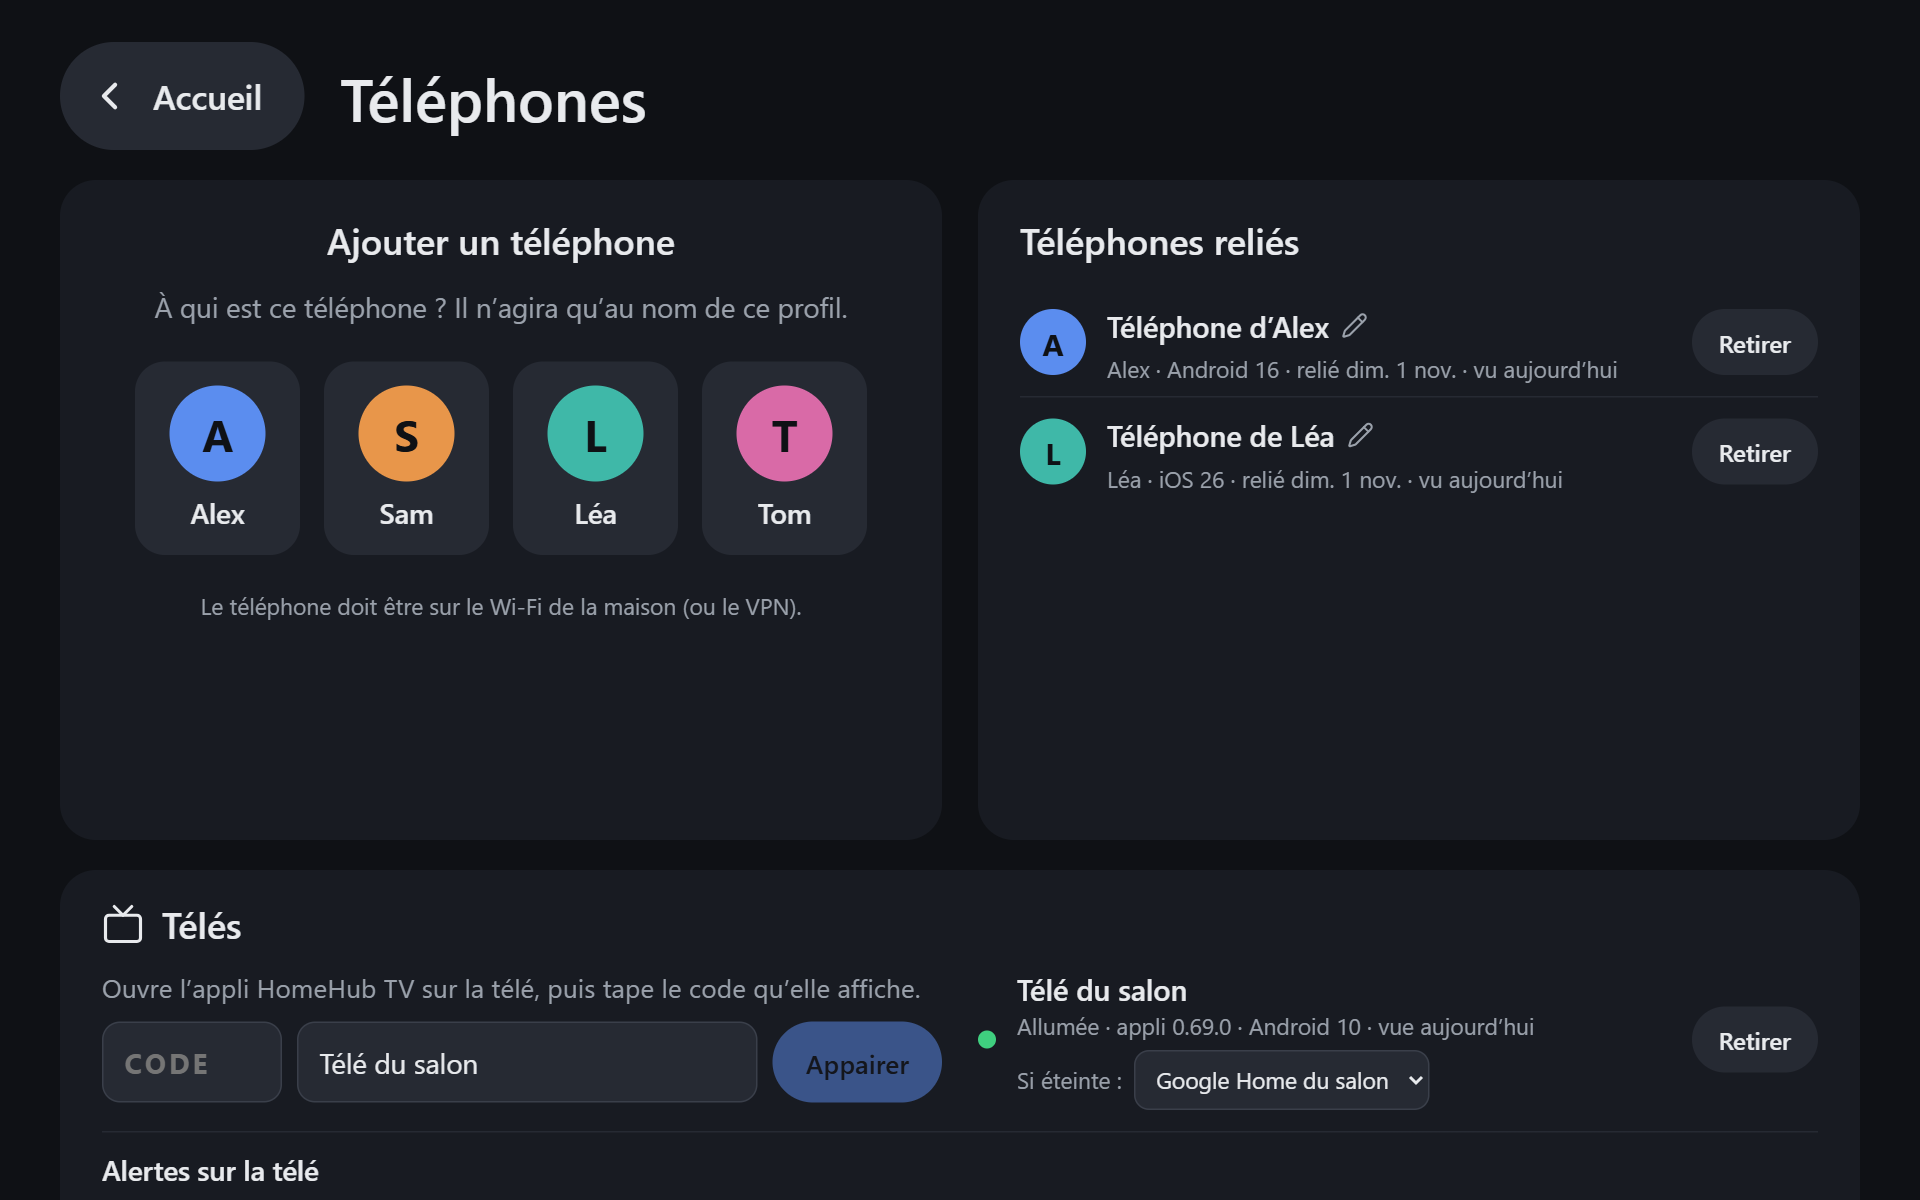 Accueil
Téléphones
Ajouter un téléphone
À qui est ce téléphone ? Il n’agira qu’au nom de ce profil.
A
Alex
S
Sam
L
Léa
T
Tom
Le téléphone doit être sur le Wi-Fi de la maison (ou le VPN).
Téléphones reliés
A
Téléphone d’Alex
Alex · Android 16 · relié dim. 1 nov. · vu aujourd’hui
Retirer
L
Téléphone de Léa
Léa · iOS 26 · relié dim. 1 nov. · vu aujourd’hui
Retirer
Télés
Ouvre l’appli HomeHub TV sur la télé, puis tape le code qu’elle affiche.
CODE
Télé du salon
Appairer
Télé du salon
Allumée · appli 0.69.0 · Android 10 · vue aujourd’hui
Si éteinte : Google Home du salon
Retirer
Alertes sur la télé